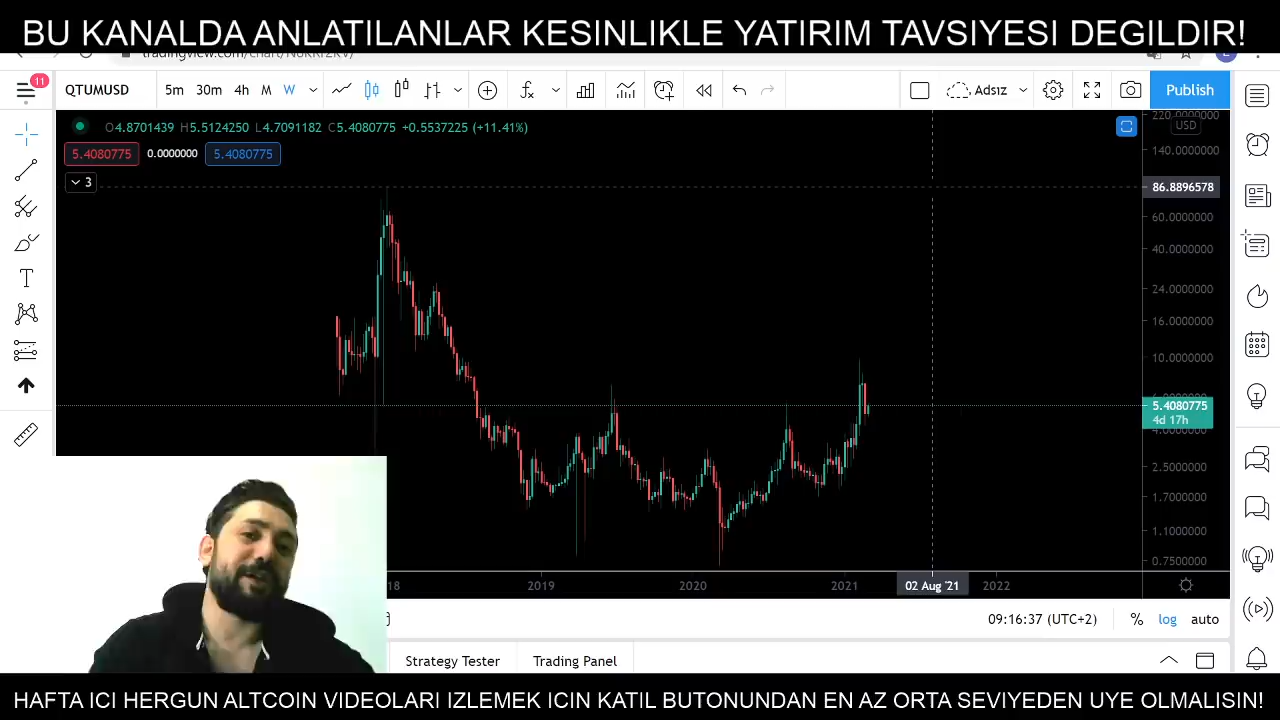 BU KANALDA ANLATILANLAR KESINLIKLE YATIRIM TAVSIYESI DEGILDIR!
11
QTUMUSD
5m 30m 4h M W
Adsız
Publish
O4.8701439 H5.5124250 L4.7091182 C5.4080775 +0.5537225 (+11.41%)
5.4080775 0.0000000 5.4080775
3
USD
140.0000000
86.8896578
60.0000000
40.0000000
24.0000000
16.0000000
10.0000000
5.4080775
4d 17h
2.5000000
1.7000000
1.1000000
0.7500000
2019 2020 2021 02 Aug '21 2022
09:16:37 (UTC+2) % log auto
Strategy Tester Trading Panel
HAFTA ICI HERGUN ALTCOIN VIDEOLARI IZLEMEK ICIN KATIL BUTONUNDAN EN AZ ORTA SEVIYEDEN UYE OLMALISIN!